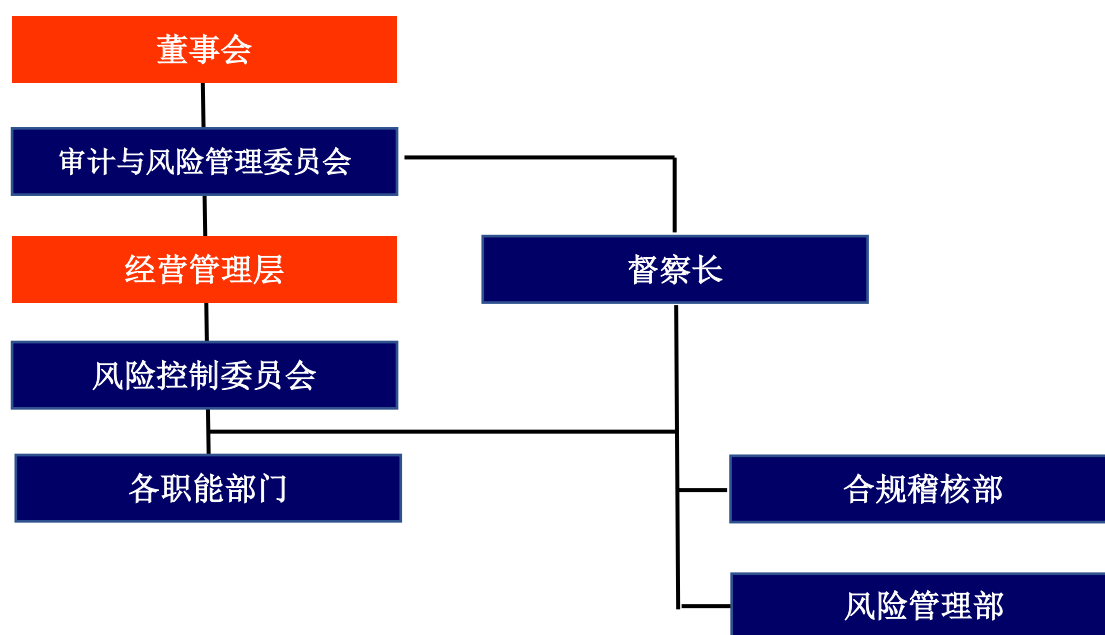 董事会
审计与风险管理委员会
经营管理层
督察长
风险控制委员会
各职能部门
合规稽核部
风险管理部